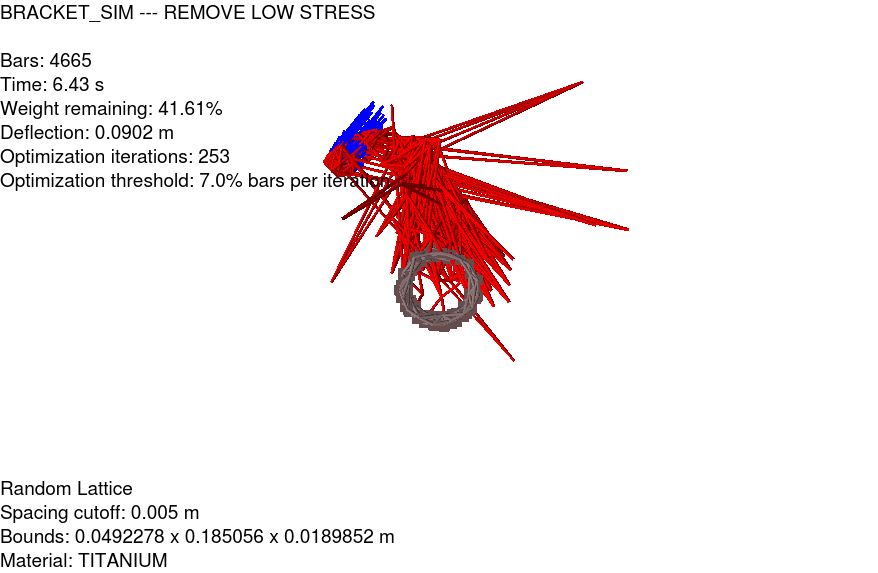 BRACKET_SIM --- REMOVE LOW STRESS
Bars: 4665
Time: 6.43 s
Weight remaining: 41.61%
Deflection: 0.0902 m
Optimization iterations: 253
Optimization threshold: 7.0% bars per iteration
Random Lattice
Spacing cutoff: 0.005 m
Bounds: 0.0492278 x 0.185056 x 0.0189852 m
Material: TITANIUM